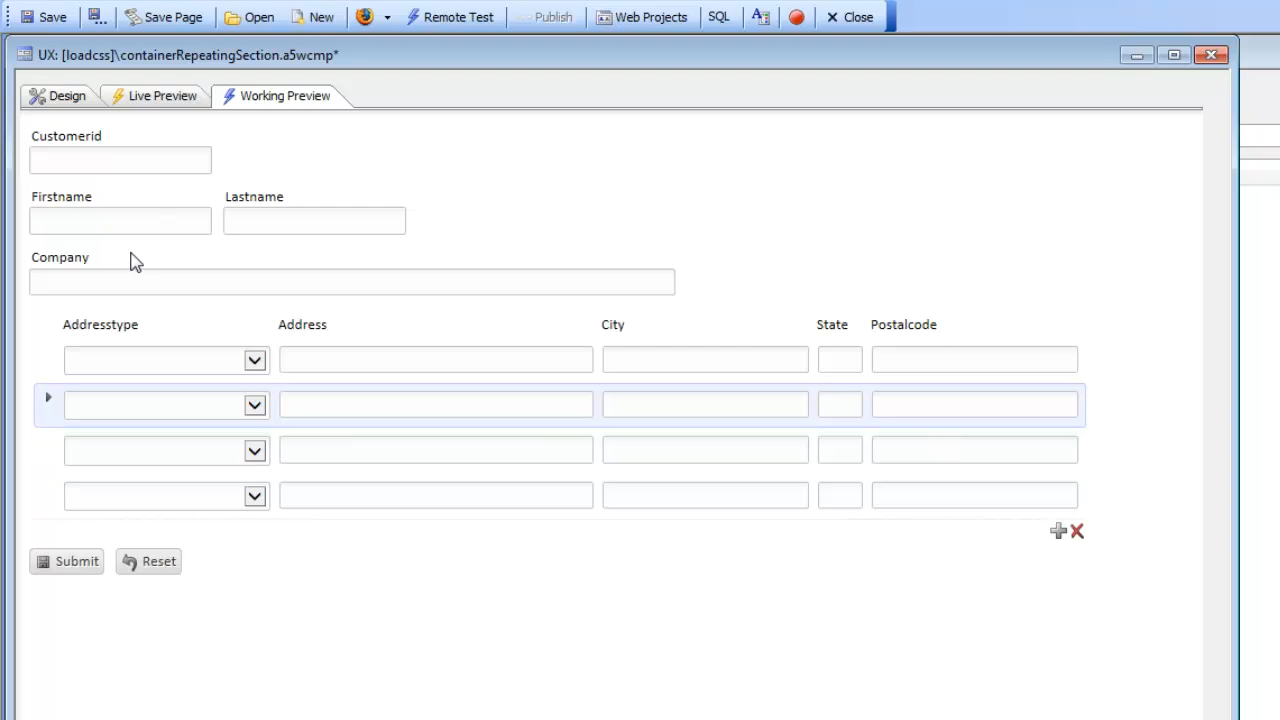 Save ... Save Page Open New Remote Test Publish Web Projects SQL A Close
UX: [loadcss]\containerRepeatingSection.a5wcmp*
Design Live Preview Working Preview
Customerid
Firstname Lastname
Company
Addresstype Address City State Postalcode
Submit Reset